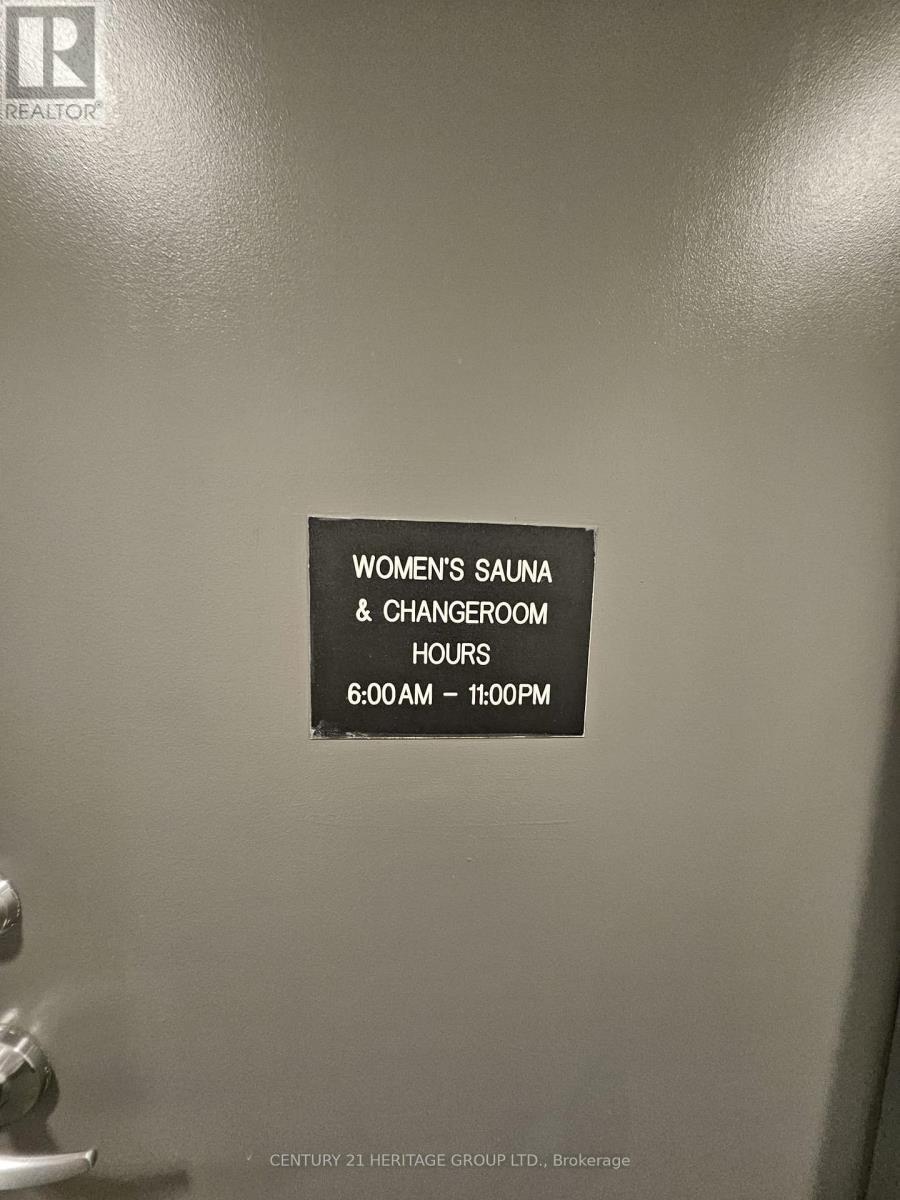 REALTOR®
WOMEN'S SAUNA
& CHANGEROOM
HOURS
6:00AM – 11:00PM
CENTURY 21 HERITAGE GROUP LTD., Brokerage